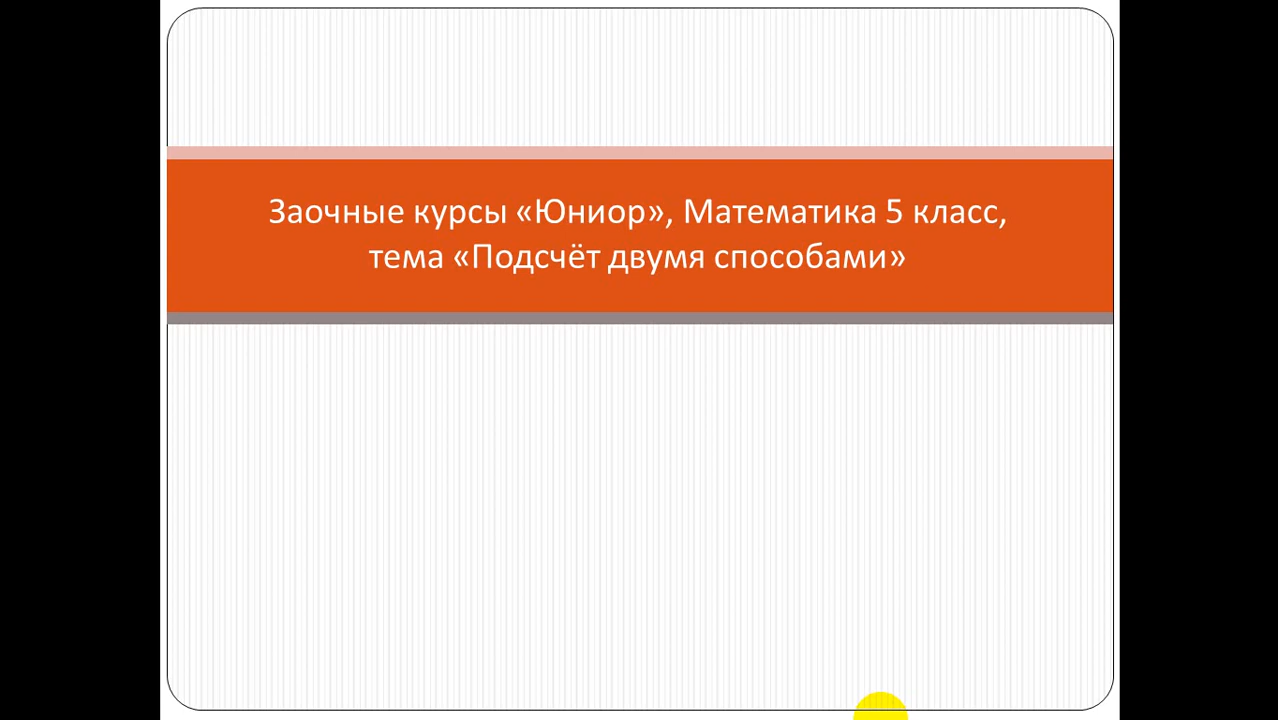 Заочные курсы «Юниор», Математика 5 класс,
тема «Подсчёт двумя способами»